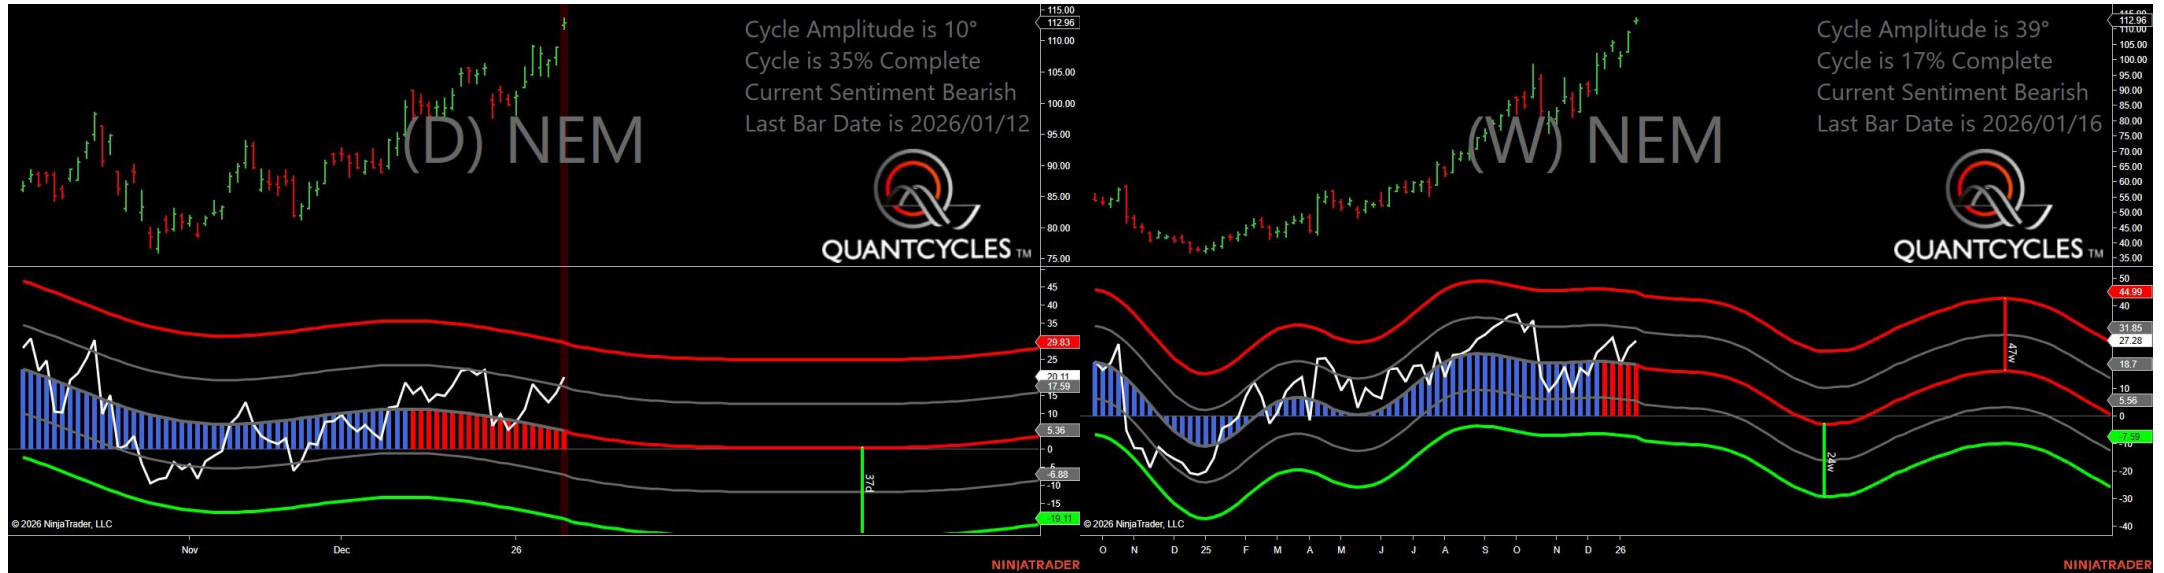 Cycle Amplitude is 10°
Cycle is 35% Complete
Current Sentiment Bearish
Last Bar Date is 2026/01/12
(D) NEM
QUANTCYCLES TM
115.00
112.96
110.00
105.00
100.00
95.00
90.00
85.00
80.00
75.00
45
40
35
29.83
25
20.11
17.59
15
10
5.36
0
-5
-6.88
-10
-15
-19.11
37d
© 2026 NinjaTrader, LLC
Nov
Dec
26
NINJATRADER
Cycle Amplitude is 39°
Cycle is 17% Complete
Current Sentiment Bearish
Last Bar Date is 2026/01/16
(W) NEM
QUANTCYCLES TM
115.00
112.96
110.00
105.00
100.00
95.00
90.00
85.00
80.00
75.00
70.00
65.00
60.00
55.00
50.00
45.00
40.00
35.00
50
44.99
40
31.85
27.28
18.7
10
5.56
0
-7.59
-10
-20
-30
-40
47w
24w
© 2026 NinjaTrader, LLC
O N D 25 F M A M J J A S O N D 26
NINJATRADER